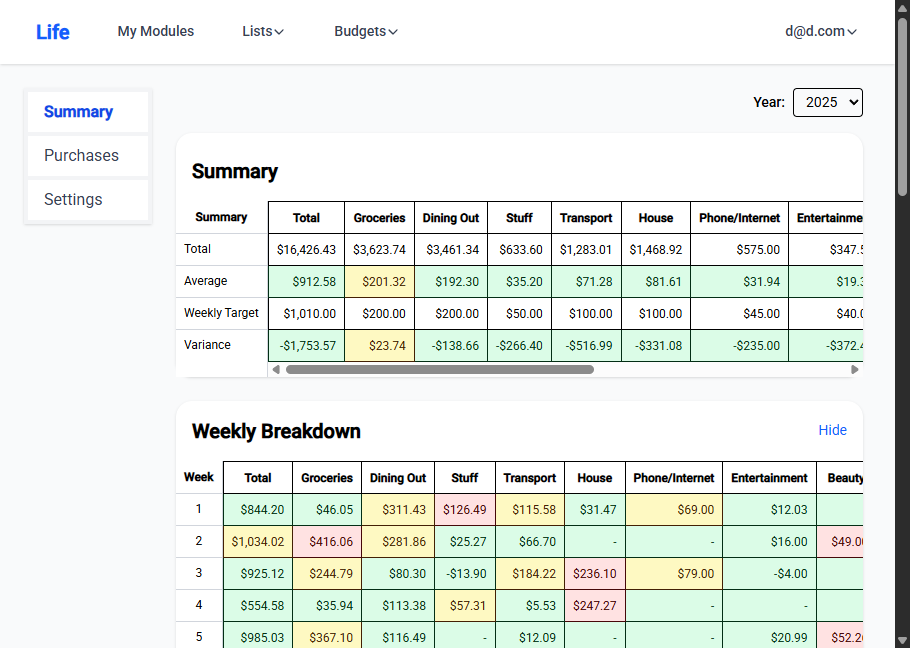 Life My Modules Lists Budgets d@d.com
Year: 2025
Summary
Purchases
Settings
Summary
Summary Total Groceries Dining Out Stuff Transport House Phone/Internet Entertainme
Total $16,426.43 $3,623.74 $3,461.34 $633.60 $1,283.01 $1,468.92 $575.00 $347.5
Average $912.58 $201.32 $192.30 $35.20 $71.28 $81.61 $31.94 $19.3
Weekly Target $1,010.00 $200.00 $200.00 $50.00 $100.00 $100.00 $45.00 $40.0
Variance -$1,753.57 $23.74 -$138.66 -$266.40 -$516.99 -$331.08 -$235.00 -$372.4
Weekly Breakdown Hide
Week Total Groceries Dining Out Stuff Transport House Phone/Internet Entertainment Beauty
1 $844.20 $46.05 $311.43 $126.49 $115.58 $31.47 $69.00 $12.03
2 $1,034.02 $416.06 $281.86 $25.27 $66.70 - - $16.00 $49.00
3 $925.12 $244.79 $80.30 -$13.90 $184.22 $236.10 $79.00 -$4.00
4 $554.58 $35.94 $113.38 $57.31 $5.53 $247.27 - -
5 $985.03 $367.10 $116.49 - $12.09 - - $20.99 $52.26